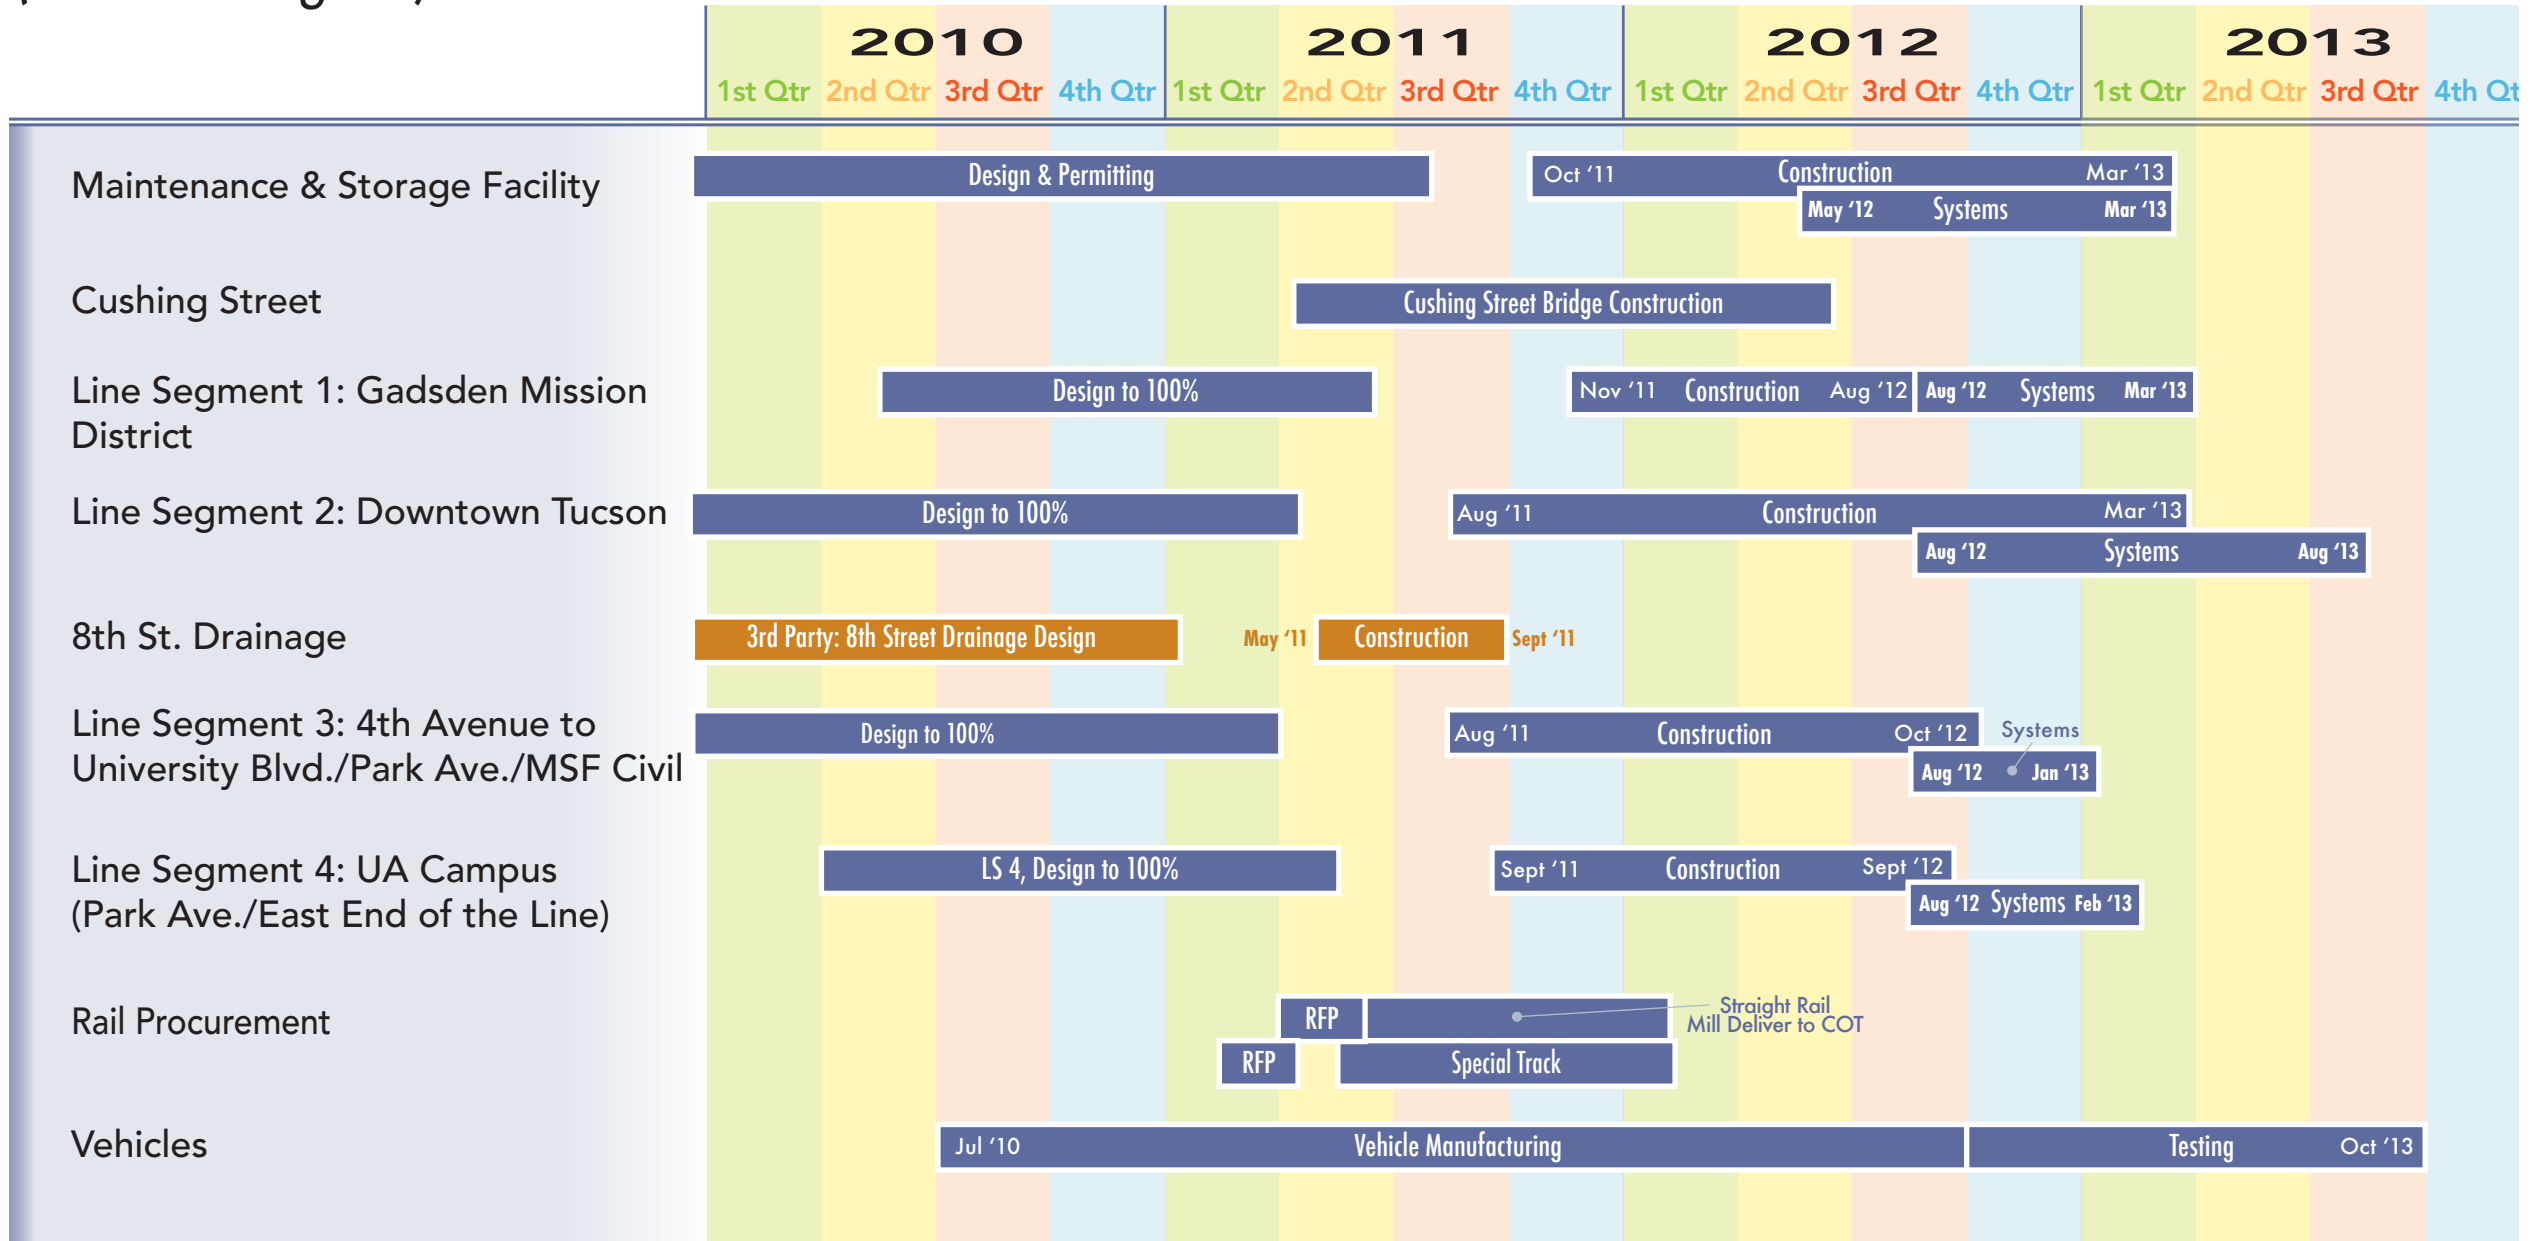 2010 2011 2012 2013
1st Qtr 2nd Qtr 3rd Qtr 4th Qtr 1st Qtr 2nd Qtr 3rd Qtr 4th Qtr 1st Qtr 2nd Qtr 3rd Qtr 4th Qtr 1st Qtr 2nd Qtr 3rd Qtr 4th Qt
Maintenance & Storage Facility
Design & Permitting
Oct ‘11 Construction Mar ‘13
May ‘12 Systems Mar ‘13
Cushing Street
Cushing Street Bridge Construction
Line Segment 1: Gadsden Mission
District
Design to 100%
Nov ‘11 Construction Aug ‘12
Aug ‘12 Systems Mar ‘13
Line Segment 2: Downtown Tucson
Design to 100%
Aug ‘11 Construction Mar ‘13
Aug ‘12 Systems Aug ‘13
8th St. Drainage
3rd Party: 8th Street Drainage Design
May ‘11 Construction Sept ‘11
Line Segment 3: 4th Avenue to
University Blvd./Park Ave./MSF Civil
Design to 100%
Aug ‘11 Construction Oct ‘12
Systems
Aug ‘12 Jan ‘13
Line Segment 4: UA Campus
(Park Ave./East End of the Line)
LS 4, Design to 100%
Sept ‘11 Construction Sept ‘12
Aug ‘12 Systems Feb ‘13
Rail Procurement
RFP
Straight Rail
Mill Deliver to COT
RFP
Special Track
Vehicles
Jul ‘10 Vehicle Manufacturing
Testing Oct ‘13